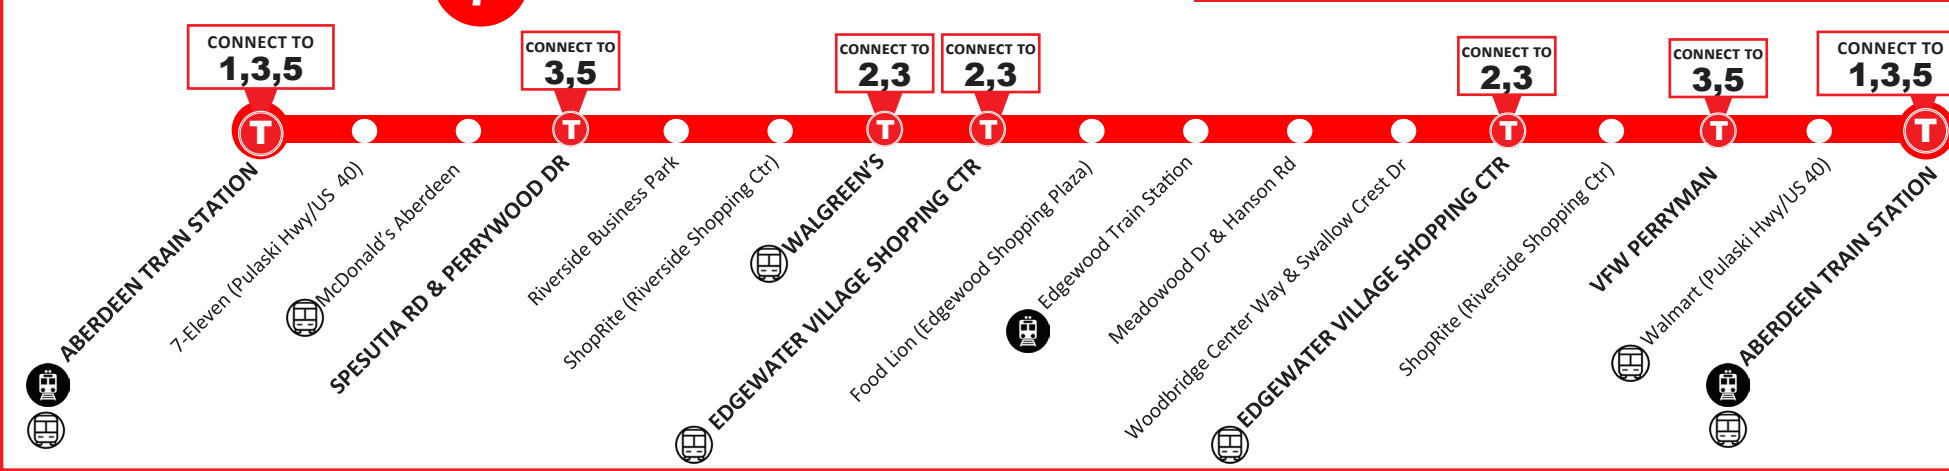 CONNECT TO
1,3,5
CONNECT TO
3,5
CONNECT TO
2,3
CONNECT TO
2,3
CONNECT TO
2,3
CONNECT TO
3,5
CONNECT TO
1,3,5
T
T
T
T
T
T
T
ABERDEEN TRAIN STATION
7-Eleven (Pulaski Hwy/US 40)
McDonald's Aberdeen
SPESUTIA RD & PERRYWOOD DR
Riverside Business Park
ShopRite (Riverside Shopping Ctr)
WALGREEN'S
EDGEWATER VILLAGE SHOPPING CTR
Food Lion (Edgewood Shopping Plaza)
Edgewood Train Station
Meadowood Dr & Hanson Rd
Woodbridge Center Way & Swallow Crest Dr
EDGEWATER VILLAGE SHOPPING CTR
ShopRite (Riverside Shopping Ctr)
VFW PERRYMAN
Walmart (Pulaski Hwy/US 40)
ABERDEEN TRAIN STATION